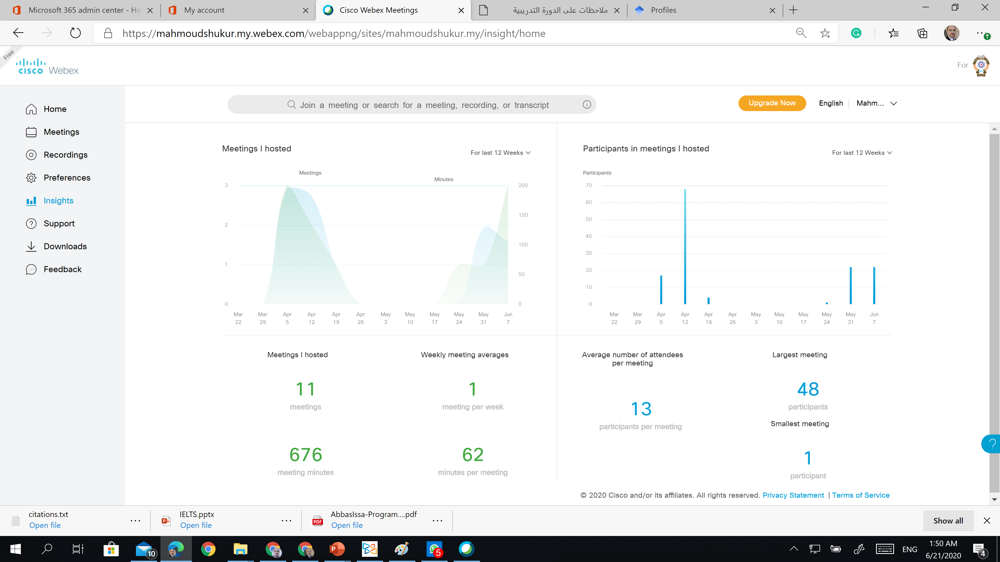 Microsoft 365 admin center - Ho
My account
Cisco Webex Meetings
ملاحظات على الدورة التدريبية
Profiles
https://mahmoudshukur.my.webex.com/webappng/sites/mahmoudshukur.my/insight/home
Free
CISCO Webex
For
Home
Meetings
Recordings
Preferences
Insights
Support
Downloads
Feedback
Join a meeting or search for a meeting, recording, or transcript
Upgrade Now
English
Mahm...
Meetings I hosted
For last 12 Weeks
Meetings
Minutes
3
2
1
0
200
150
100
50
0
Mar Mar Apr Apr Apr Apr May May May May May Jun
22 29 5 12 19 26 3 10 17 24 31 7
Participants in meetings I hosted
For last 12 Weeks
Participants
70
60
50
40
30
20
10
0
Mar Mar Apr Apr Apr Apr May May May May May Jun
22 29 5 12 19 26 3 10 17 24 31 7
Meetings I hosted
11
meetings
676
meeting minutes
Weekly meeting averages
1
meeting per week
62
minutes per meeting
Average number of attendees
per meeting
13
participants per meeting
Largest meeting
48
participants
Smallest meeting
1
participant
© 2020 Cisco and/or its affiliates. All rights reserved. Privacy Statement | Terms of Service
citations.txt
Open file
IELTS.pptx
Open file
AbbasIssa-Program....pdf
Open file
Show all
10
5
ENG
1:50 AM
6/21/2020
4